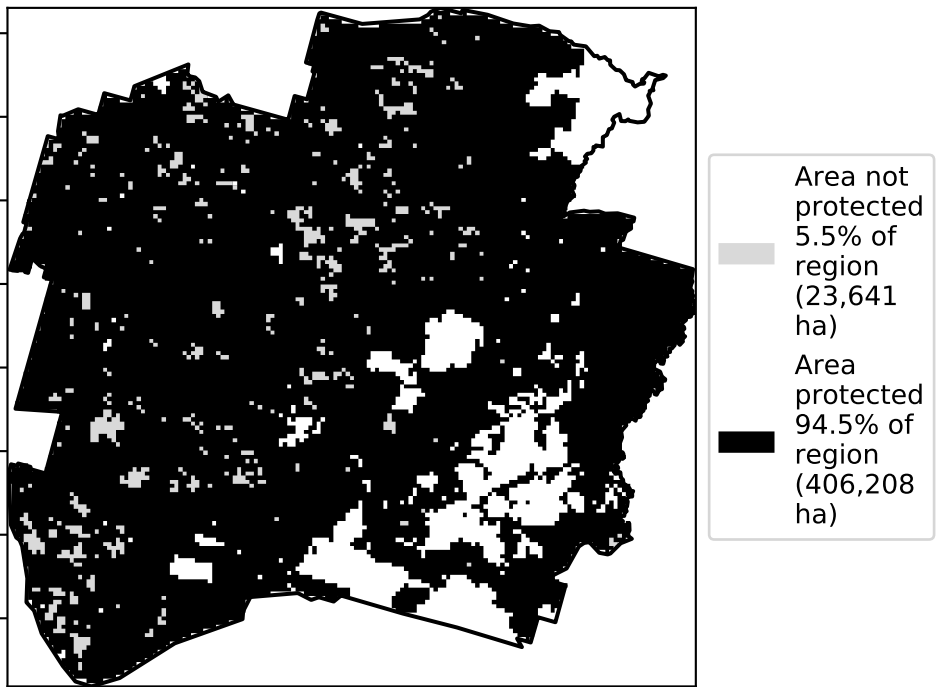 Area not
protected
5.5% of
region
(23,641
ha)
Area
protected
94.5% of
region
(406,208
ha)